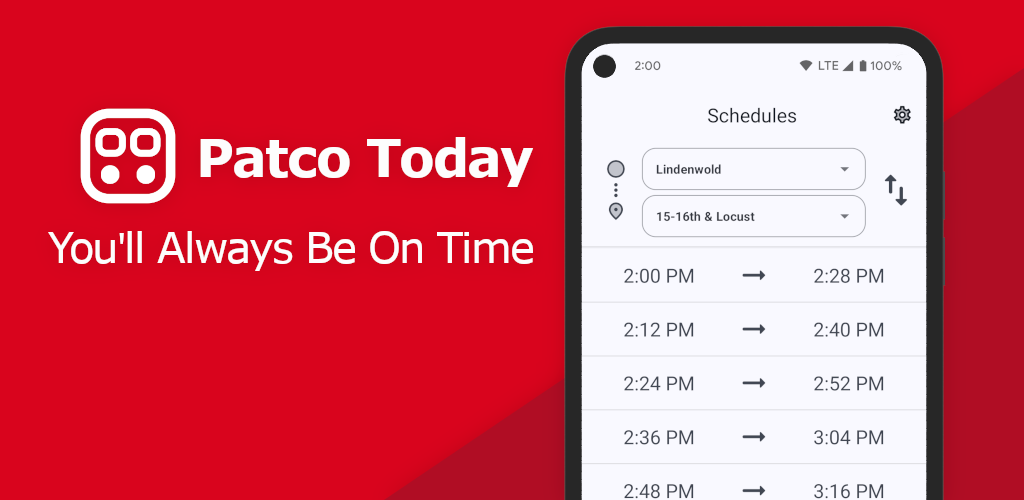 Patco Today
You'll Always Be On Time
2:00 LTE 100%
Schedules
Lindenwold
15-16th & Locust
2:00 PM 2:28 PM
2:12 PM 2:40 PM
2:24 PM 2:52 PM
2:36 PM 3:04 PM
2:48 PM 3:16 PM